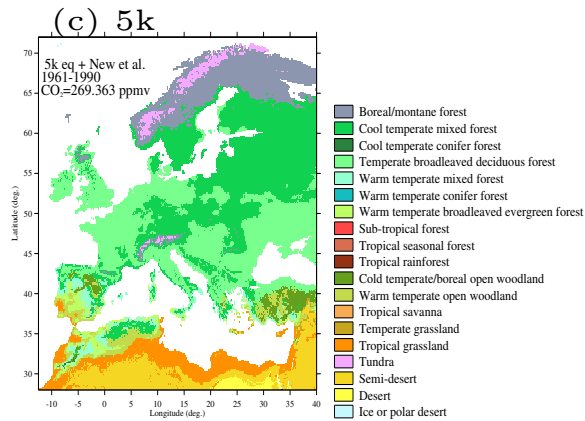 (c) 5k
5k eq + New et al.
1961-1990
CO₂=269.363 ppmv
70
65
60
55
50
45
40
35
30
Latitude (deg.)
-10 -5 0 5 10 15 20 25 30 35 40
Longitude (deg.)
Boreal/montane forest
Cool temperate mixed forest
Cool temperate conifer forest
Temperate broadleaved deciduous forest
Warm temperate mixed forest
Warm temperate conifer forest
Warm temperate broadleaved evergreen forest
Sub-tropical forest
Tropical seasonal forest
Tropical rainforest
Cold temperate/boreal open woodland
Warm temperate open woodland
Tropical savanna
Temperate grassland
Tropical grassland
Tundra
Semi-desert
Desert
Ice or polar desert